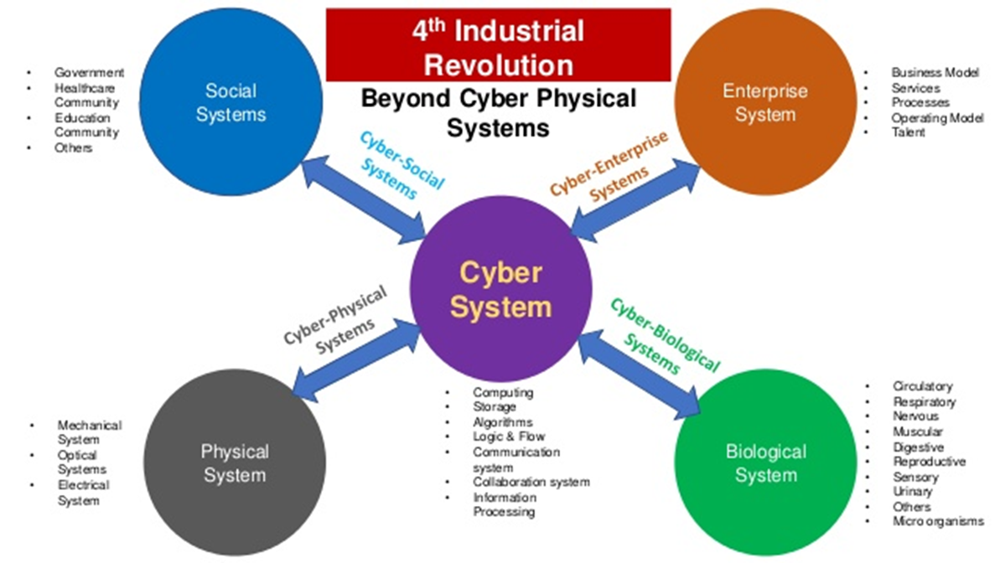 4th Industrial
Revolution
Beyond Cyber Physical
Systems
Social
Systems
• Government
• Healthcare
Community
• Education
Community
• Others
Enterprise
System
• Business Model
• Services
• Processes
• Operating Model
• Talent
Cyber-Social
Systems
Cyber-Enterprise
Systems
Cyber
System
Cyber-Physical
Systems
Cyber-Biological
Systems
Physical
System
• Mechanical
System
• Optical
Systems
• Electrical
System
• Computing
• Storage
• Algorithms
• Logic & Flow
• Communication
system
• Collaboration system
• Information
Processing
Biological
System
• Circulatory
• Respiratory
• Nervous
• Muscular
• Digestive
• Reproductive
• Sensory
• Urinary
• Others
• Micro organisms